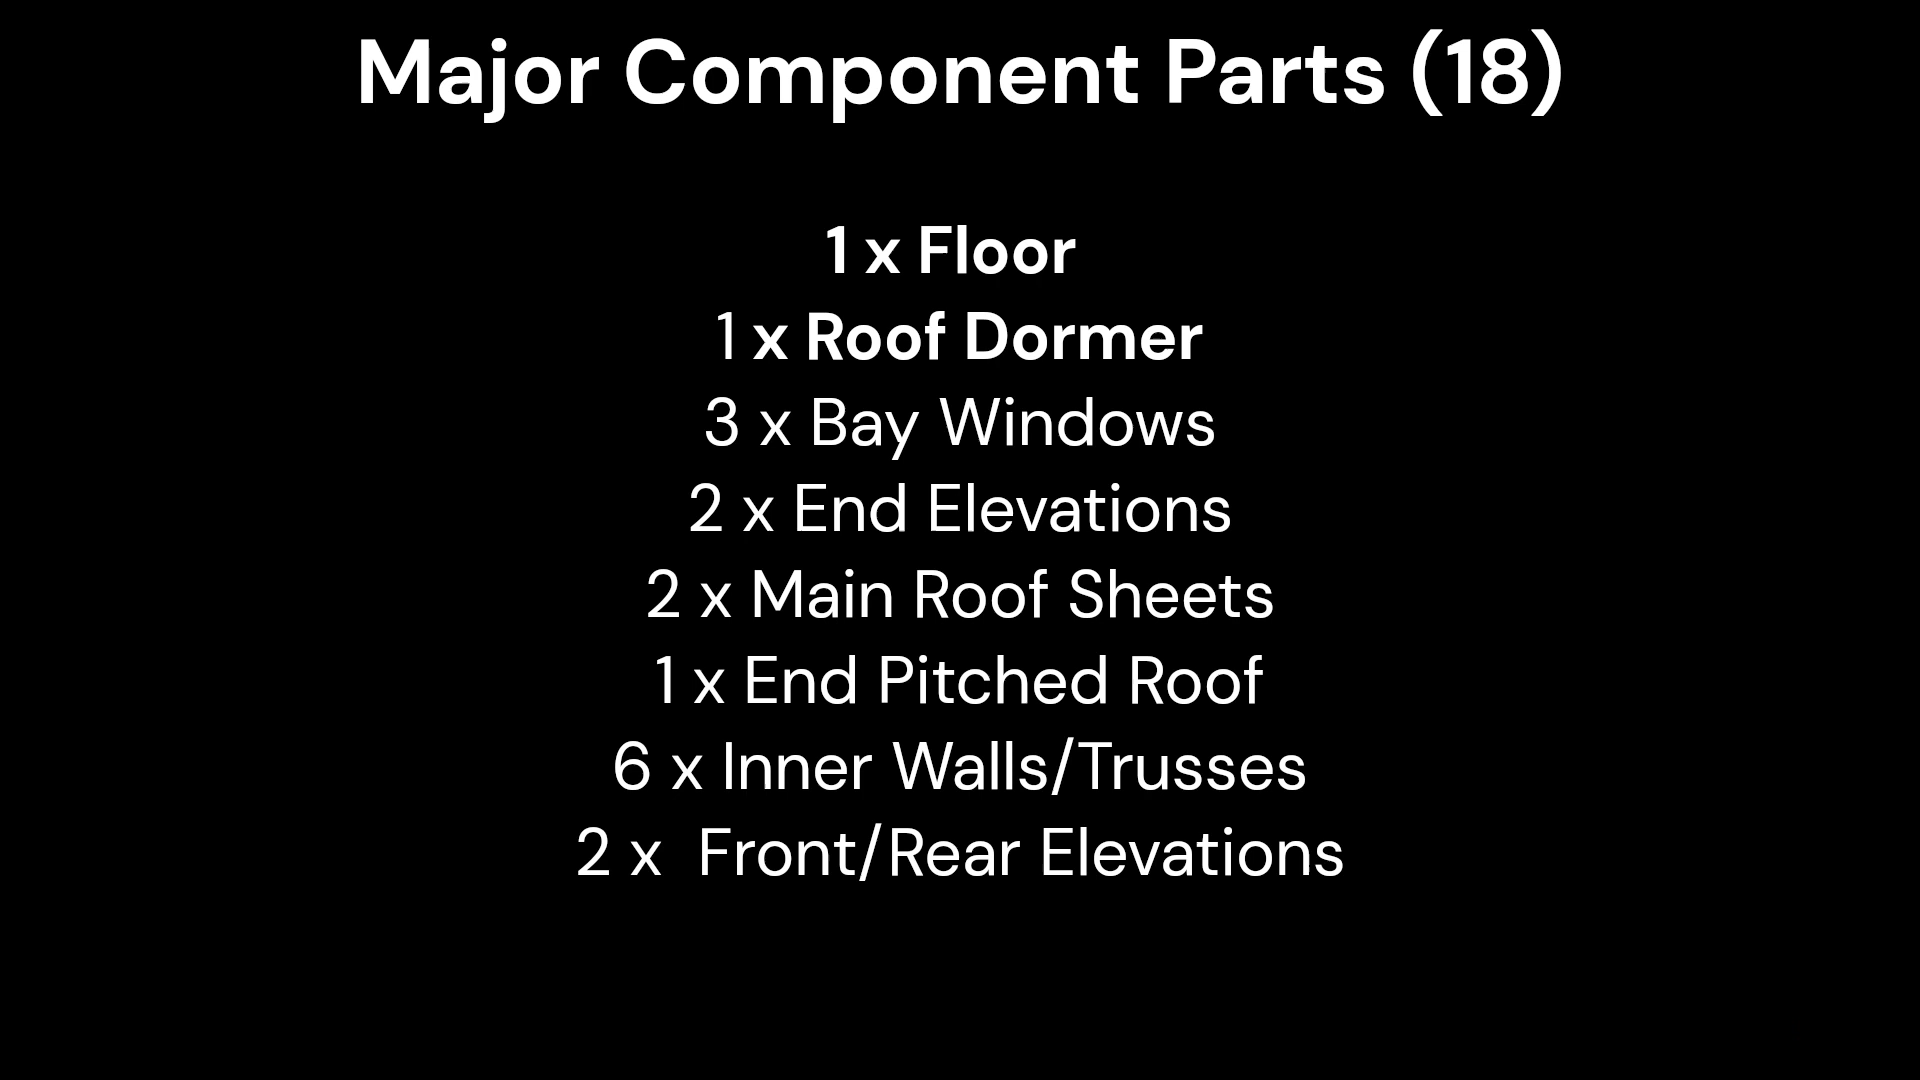 Major Component Parts (18)
1 x Floor
1 x Roof Dormer
3 x Bay Windows
2 x End Elevations
2 x Main Roof Sheets
1 x End Pitched Roof
6 x Inner Walls/Trusses
2 x  Front/Rear Elevations